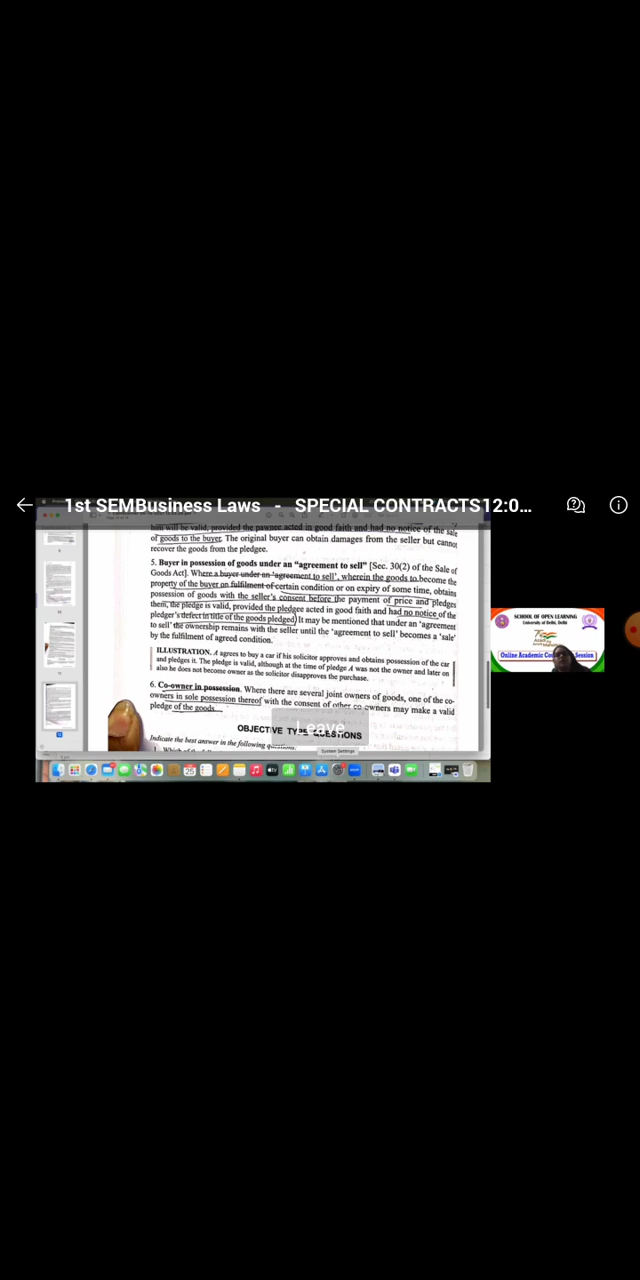 1st SEMBusiness Laws - SPECIAL CONTRACTS12:0...
him will be valid, provided the pawnee acted in good faith and had no notice of the sale
of goods to the buyer. The original buyer can obtain damages from the seller but cannot
recover the goods from the pledgee.
5. Buyer in possession of goods under an "agreement to sell" [Sec. 30(2) of the Sale of
Goods Act]. Where a buyer under an 'agreement to sell', wherein the goods to become the
property of the buyer on fulfilment of certain condition or on expiry of some time, obtains
possession of goods with the seller's consent before the payment of price and pledges
them, the pledge is valid, provided the pledgee acted in good faith and had no notice of the
pledger's defect in title of the goods pledged. It may be mentioned that under an 'agreement
to sell' the ownership remains with the seller until the 'agreement to sell' becomes a 'sale'
by the fulfilment of agreed condition.
ILLUSTRATION. A agrees to buy a car if his solicitor approves and obtains possession of the car
and pledges it. The pledge is valid, although at the time of pledge A was not the owner and later on
also he does not become owner as the solicitor disapproves the purchase.
6. Co-owner in possession. Where there are several joint owners of goods, one of the co-
owners in sole possession thereof with the consent of other co owners may make a valid
pledge of the goods.
Leave
OBJECTIVE TYPE QUESTIONS
Indicate the best answer in the following questions:
System Settings
SCHOOL OF OPEN LEARNING
University of Delhi, Delhi
Online Academic Session